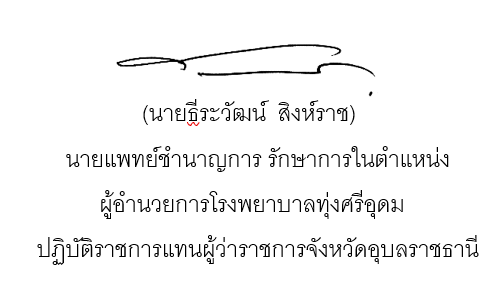 (นายธีระวัฒน์ สิงห์ราช)
นายแพทย์ชำนาญการ รักษาการในตำแหน่ง
ผู้อำนวยการโรงพยาบาลทุ่งศรีอุดม
ปฏิบัติราชการแทนผู้ว่าราชการจังหวัดอุบลราชธานี